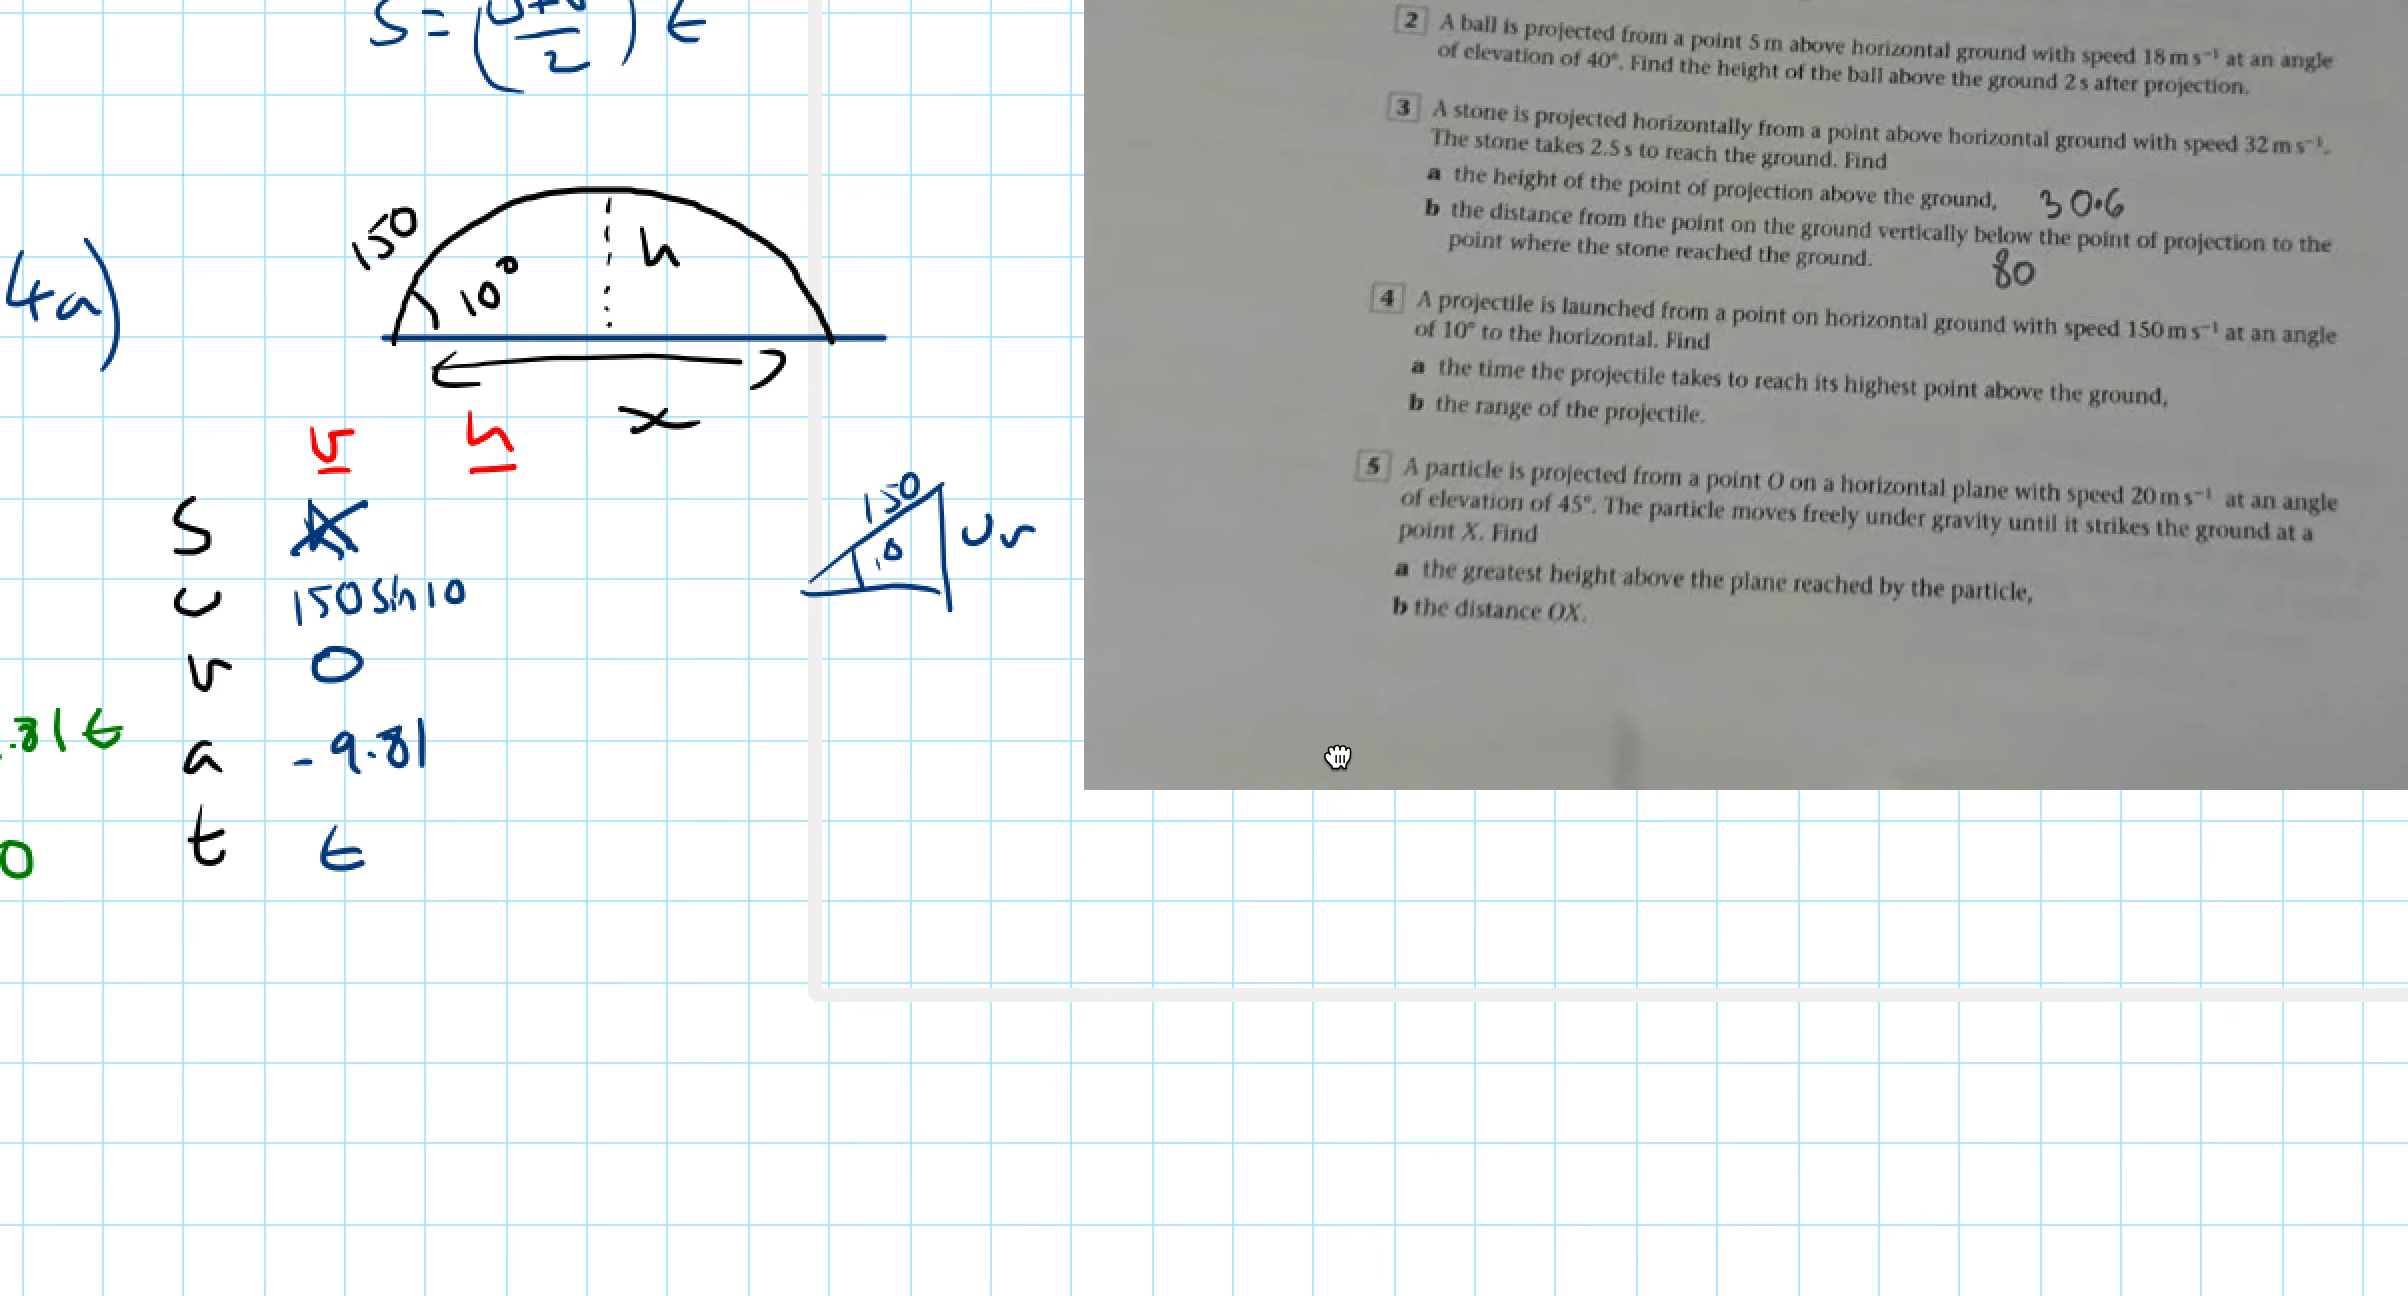 S = (u+v/2) t
4a)
150
10°
h
x
v h
S
u 150 sin 10
v 0
a -9.81
t t
150
10
Uv
.81t
0
2 A ball is projected from a point 5 m above horizontal ground with speed 18 m s⁻¹ at an angle
of elevation of 40°. Find the height of the ball above the ground 2 s after projection.
3 A stone is projected horizontally from a point above horizontal ground with speed 32 m s⁻¹.
The stone takes 2.5 s to reach the ground. Find
a the height of the point of projection above the ground, 30.6
b the distance from the point on the ground vertically below the point of projection to the
point where the stone reached the ground. 80
4 A projectile is launched from a point on horizontal ground with speed 150 m s⁻¹ at an angle
of 10° to the horizontal. Find
a the time the projectile takes to reach its highest point above the ground,
b the range of the projectile.
5 A particle is projected from a point O on a horizontal plane with speed 20 m s⁻¹ at an angle
of elevation of 45°. The particle moves freely under gravity until it strikes the ground at a
point X. Find
a the greatest height above the plane reached by the particle,
b the distance OX.